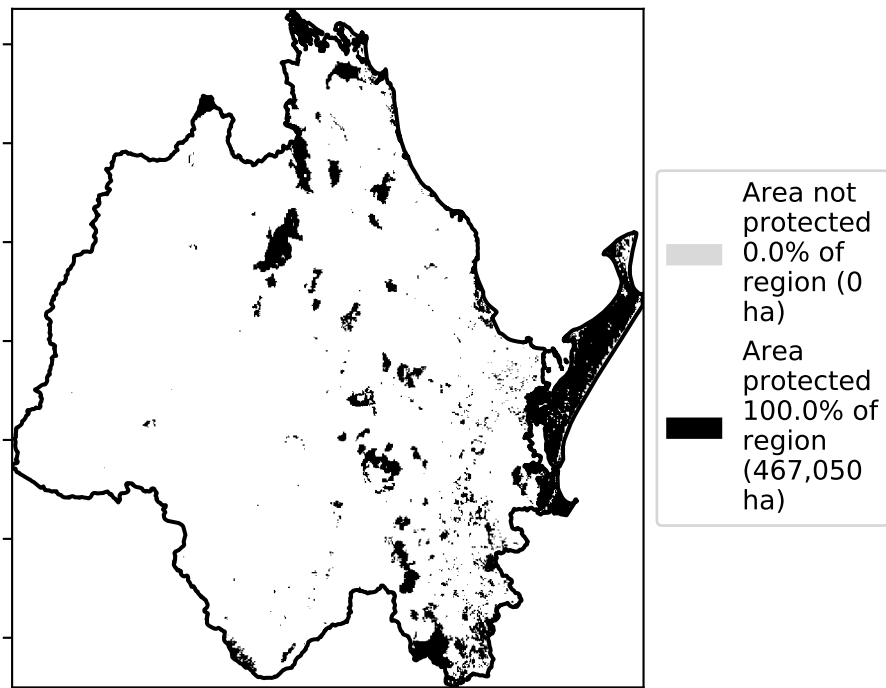 Area not
protected
0.0% of
region (0
ha)
Area
protected
100.0% of
region
(467,050
ha)